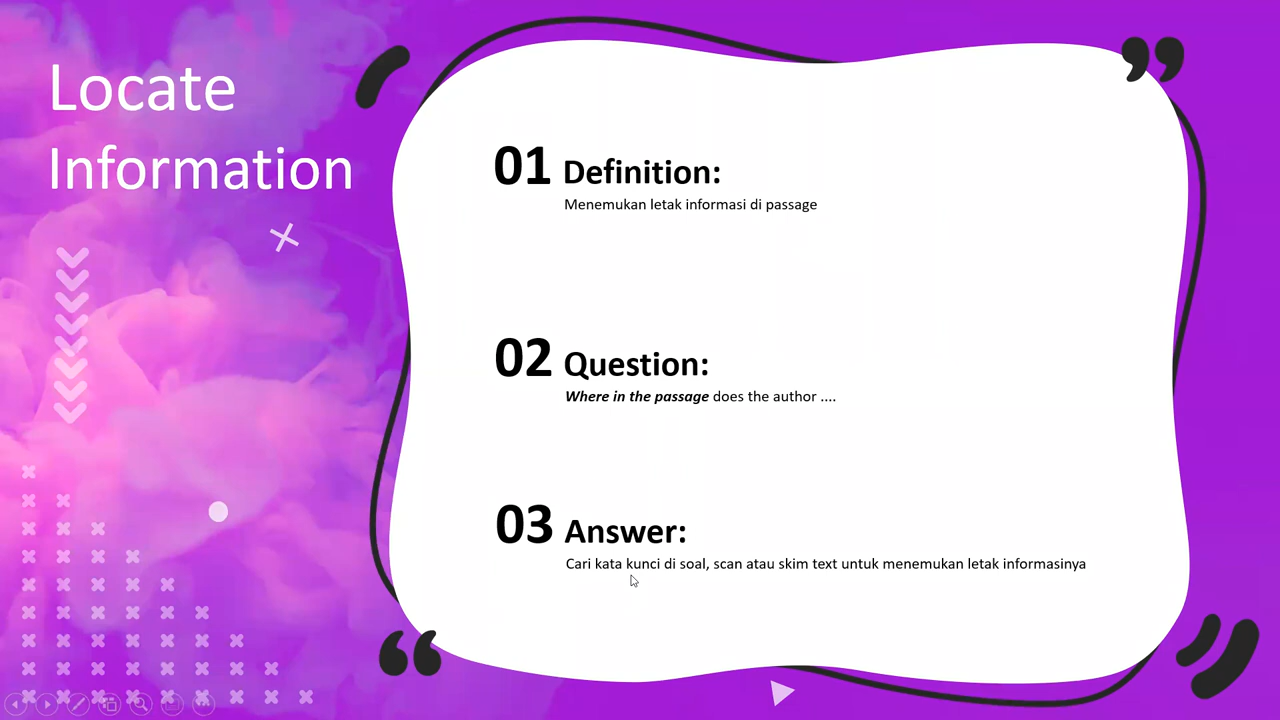 Locate
Information
01 Definition:
Menemukan letak informasi di passage
02 Question:
Where in the passage does the author ....
03 Answer:
Cari kata kunci di soal, scan atau skim text untuk menemukan letak informasinya